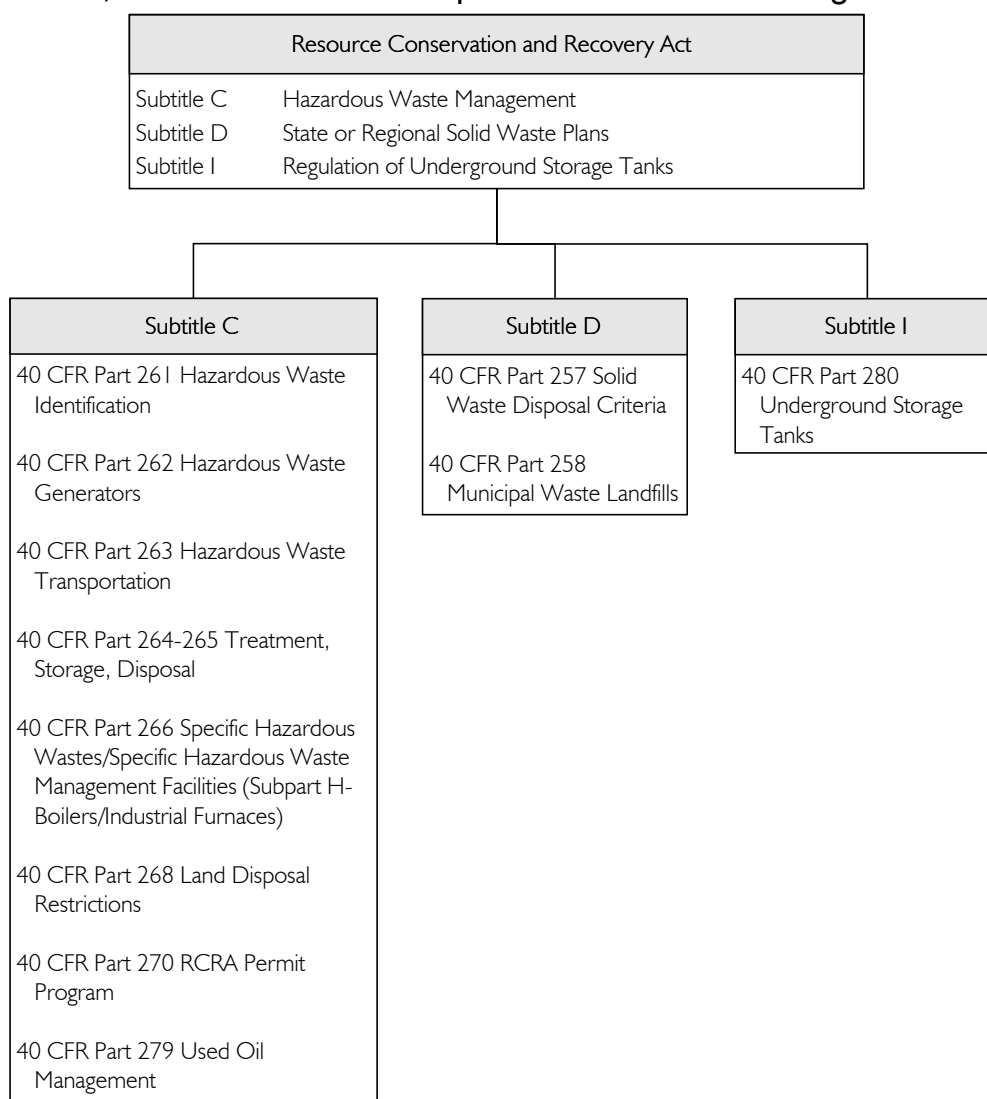 Resource Conservation and Recovery Act
Subtitle C Hazardous Waste Management
Subtitle D State or Regional Solid Waste Plans
Subtitle I Regulation of Underground Storage Tanks
Subtitle C
40 CFR Part 261 Hazardous Waste
Identification
40 CFR Part 262 Hazardous Waste
Generators
40 CFR Part 263 Hazardous Waste
Transportation
40 CFR Part 264-265 Treatment,
Storage, Disposal
40 CFR Part 266 Specific Hazardous
Wastes/Specific Hazardous Waste
Management Facilities (Subpart H-
Boilers/Industrial Furnaces)
40 CFR Part 268 Land Disposal
Restrictions
40 CFR Part 270 RCRA Permit
Program
40 CFR Part 279 Used Oil
Management
Subtitle D
40 CFR Part 257 Solid
Waste Disposal Criteria
40 CFR Part 258
Municipal Waste Landfills
Subtitle I
40 CFR Part 280
Underground Storage
Tanks